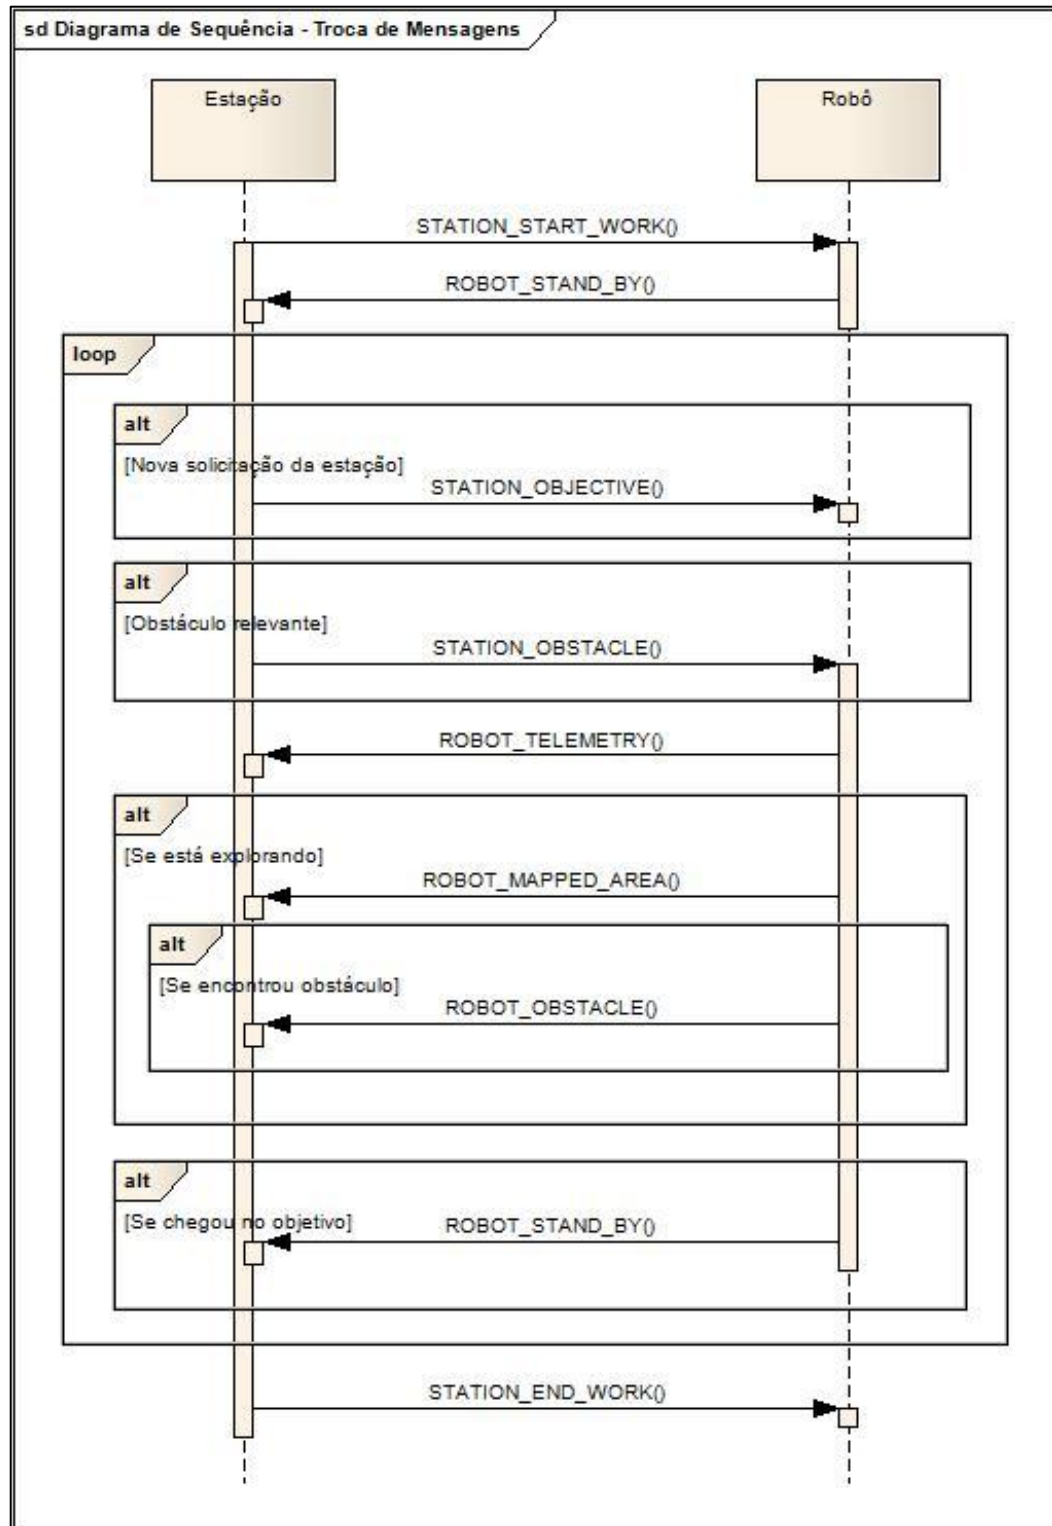 sd Diagrama de Sequência - Troca de Mensagens
Estação
Robô
STATION_START_WORK()
ROBOT_STAND_BY()
loop
alt
[Nova solicitação da estação]
STATION_OBJECTIVE()
alt
[Obstáculo relevante]
STATION_OBSTACLE()
ROBOT_TELEMETRY()
alt
[Se está explorando]
ROBOT_MAPPED_AREA()
alt
[Se encontrou obstáculo]
ROBOT_OBSTACLE()
alt
[Se chegou no objetivo]
ROBOT_STAND_BY()
STATION_END_WORK()